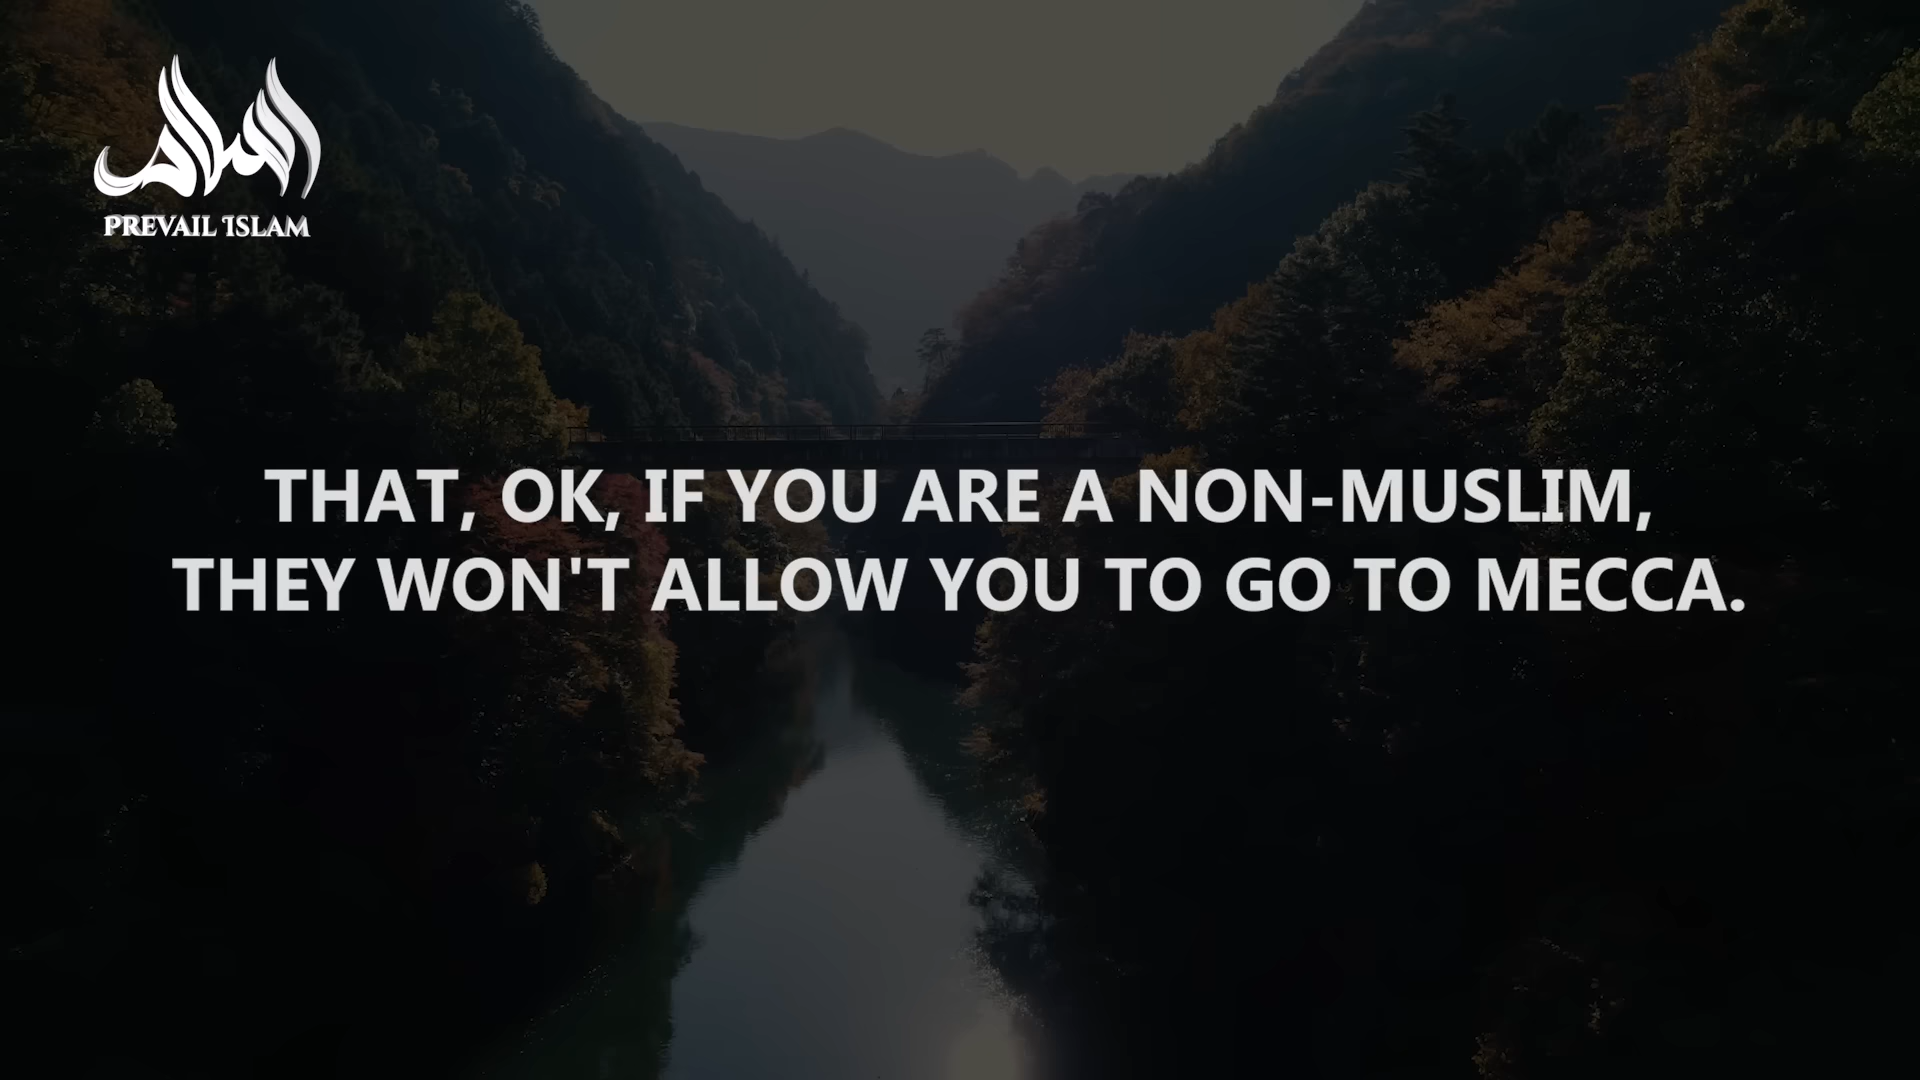 PREVAIL ISLAM
THAT, OK, IF YOU ARE A NON-MUSLIM,
THEY WON'T ALLOW YOU TO GO TO MECCA.